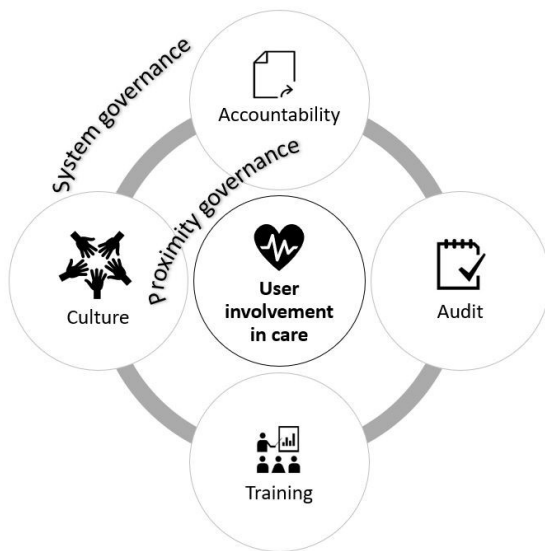 System governance
Accountability
Proximity governance
Culture
User
involvement
in care
Audit
Training